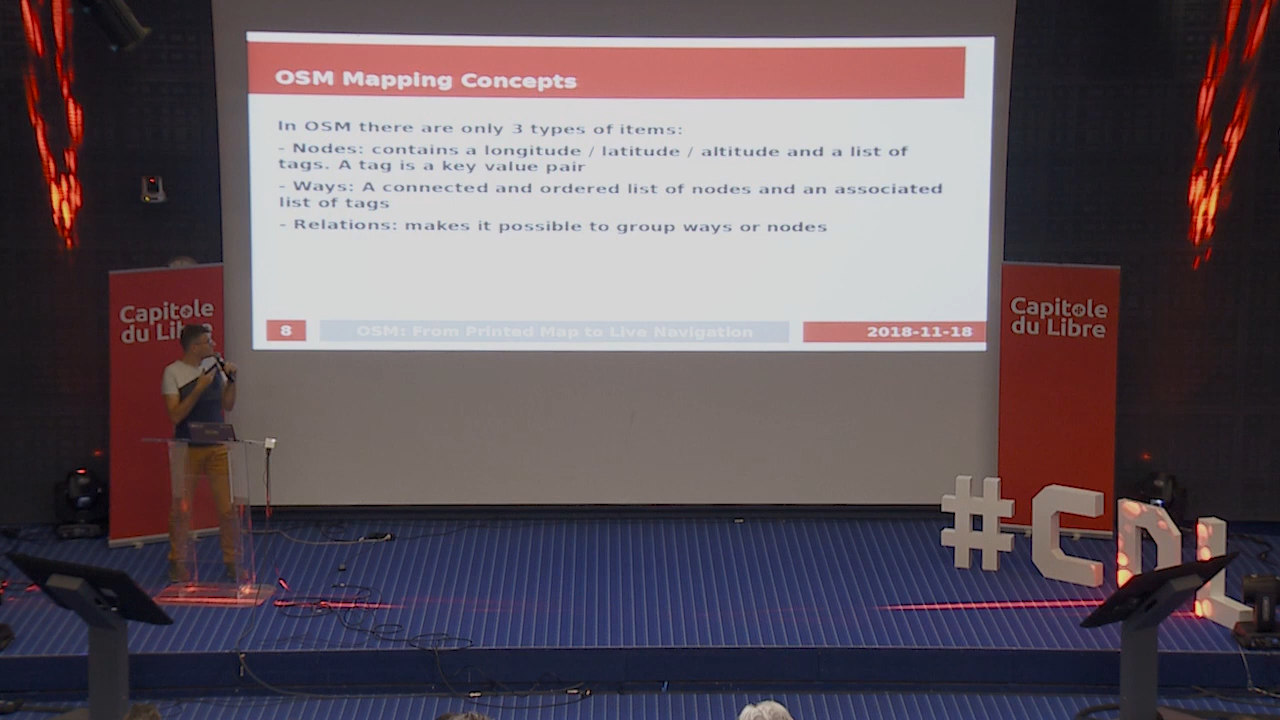 OSM Mapping Concepts
In OSM there are only 3 types of items:
- Nodes: contains a longitude / latitude / altitude and a list of
tags. A tag is a key value pair
- Ways: A connected and ordered list of nodes and an associated
list of tags
- Relations: makes it possible to group ways or nodes
8
OSM: From Printed Map to Live Navigation
2018-11-18
Capitole
du Libre
Capitole
du Libre
#CDL